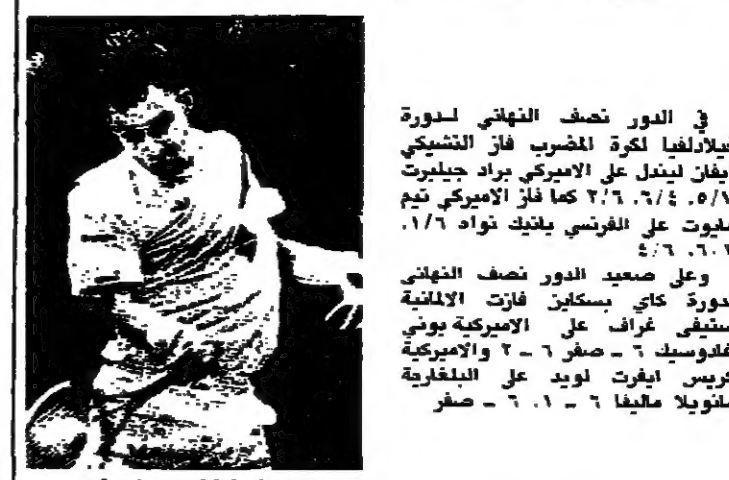 في الدور نصف النهائي لـدورة
فيلادلفيا لكرة المضرب فاز التشيكي
ايفان ليندل على الاميركي براد جيلبرت
٥/٧، ٦/٤، ٢/٦ كما فاز الاميركي تيم
مايوت على الفرنسي يانيك نواه ١/٦،
٤/٦
وعلى صعيد الدور نصف النهائي
لدورة كاي بسكاين فازت الالمانية
ستيفي غراف على الاميركية بوني
غادوسيك ٦ ـ صفر ٦ ـ ٢ والاميركية
كريس ايفرت لويد على البلغارية
مانويلا ماليفا ٦ ـ ١، ٦ ـ صفر